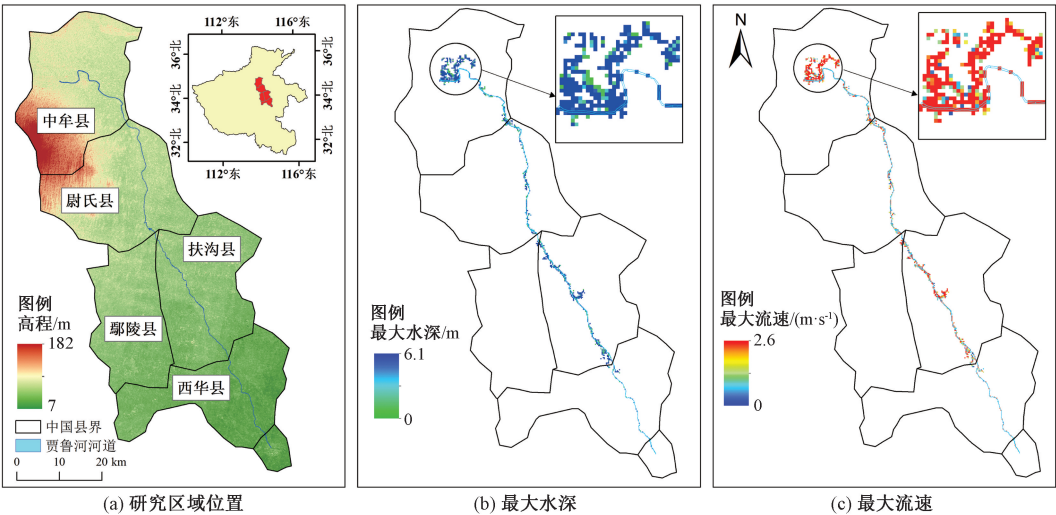 112°东
116°东
36°北
36°北
34°北
34°北
32°北
32°北
112°东
116°东
中牟县
尉氏县
扶沟县
鄢陵县
西华县
图例
高程/m
182
7
中国县界
贾鲁河河道
0
10
20 km
(a) 研究区域位置
图例
最大水深/m
6.1
0
(b) 最大水深
N
图例
最大流速/(m·s-1)
2.6
0
(c) 最大流速